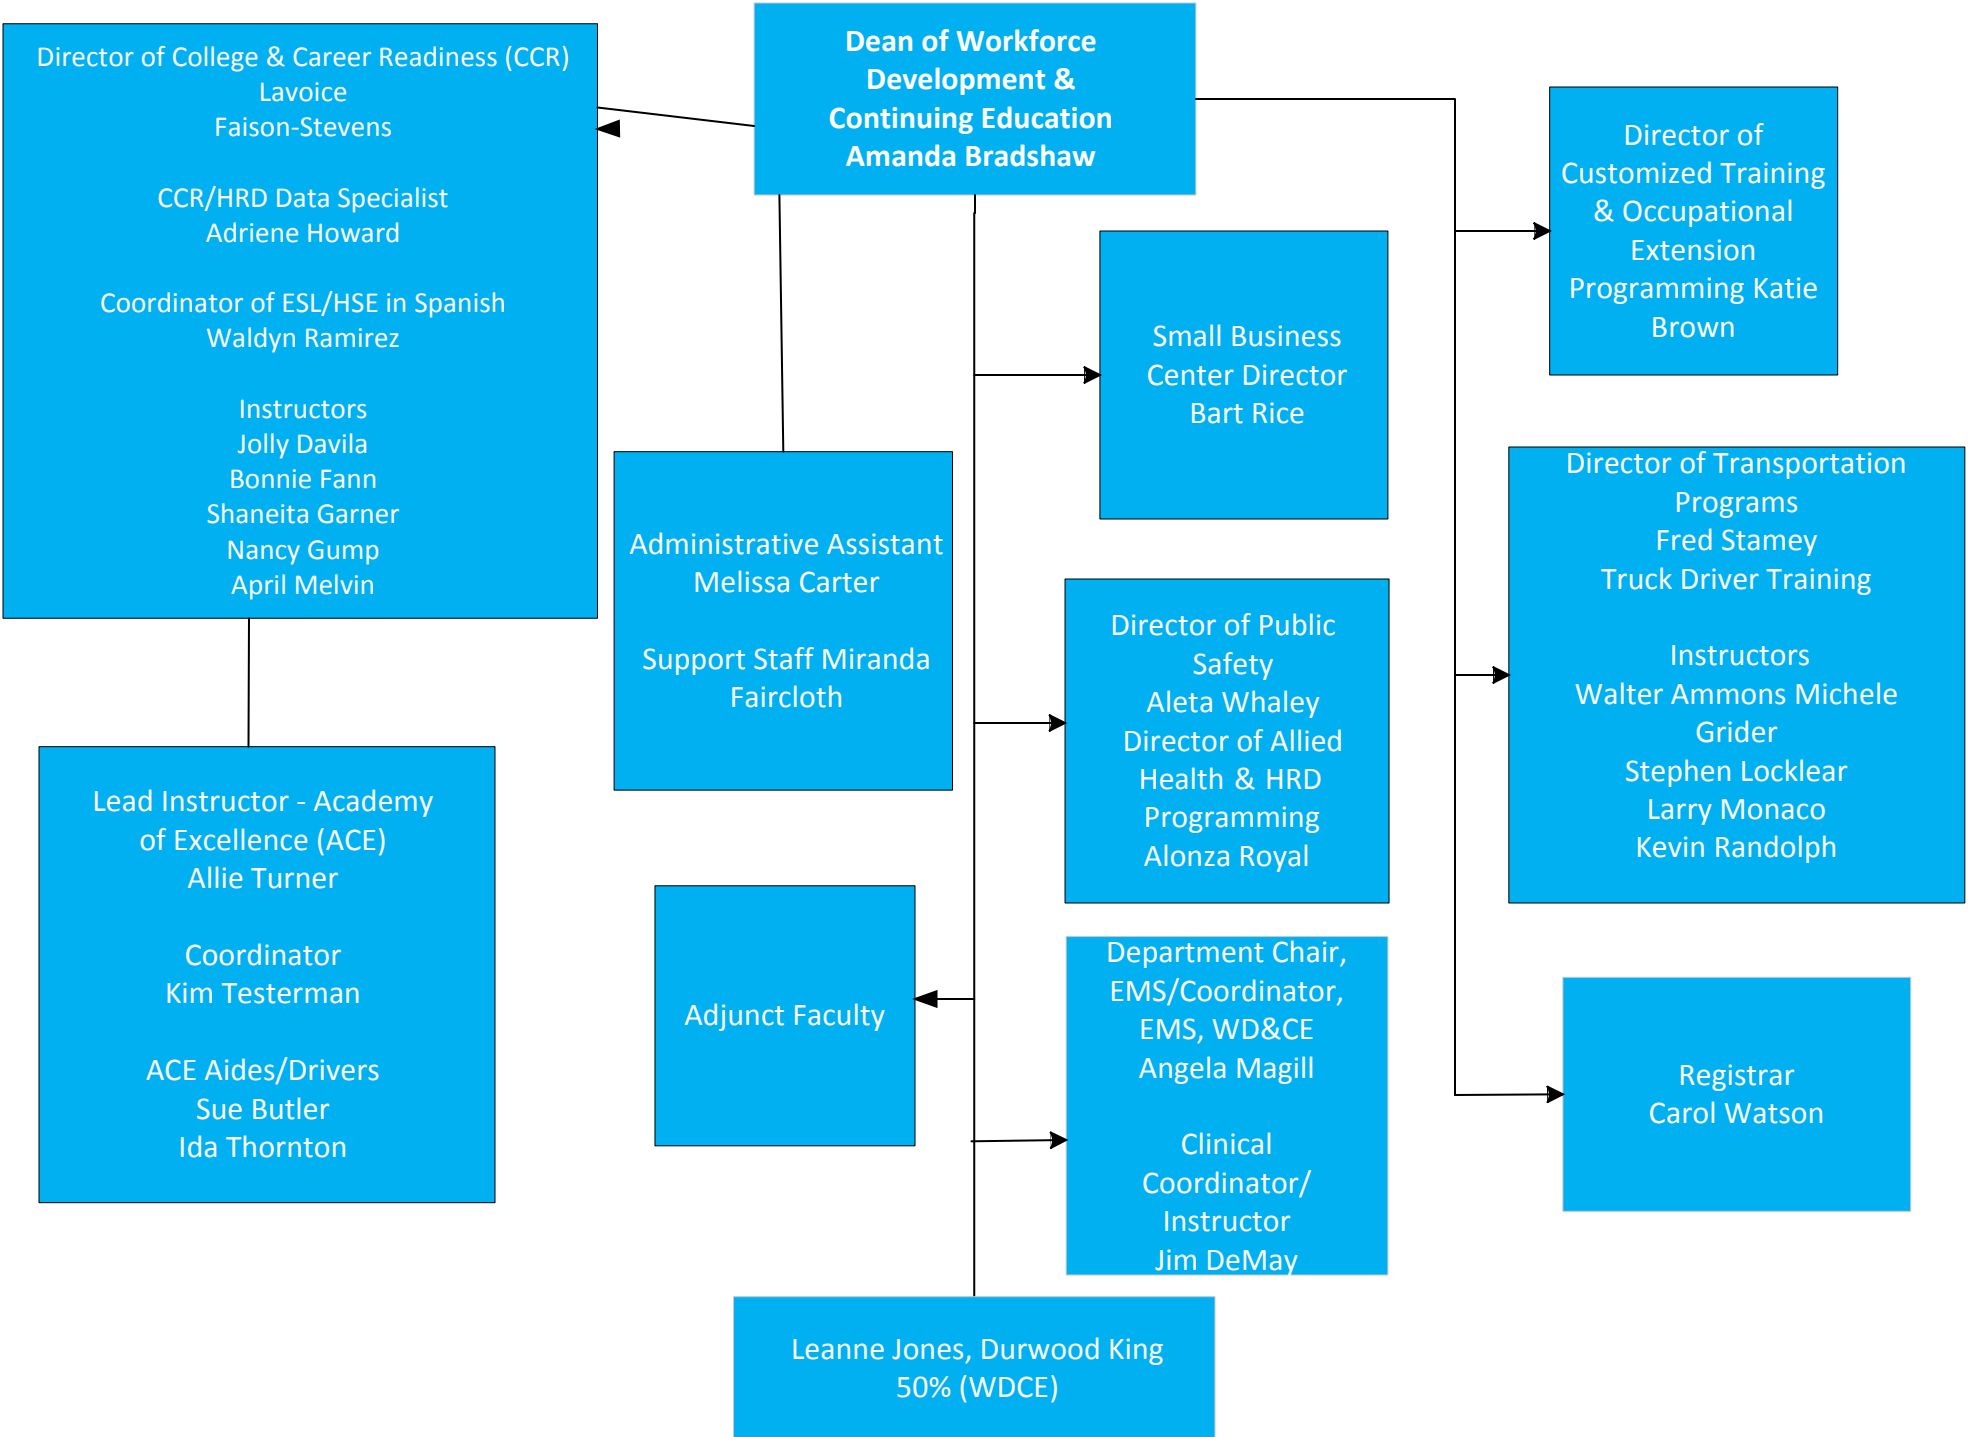 Director of College & Career Readiness (CCR)
Lavoice
Faison-Stevens
CCR/HRD Data Specialist
Adriene Howard
Coordinator of ESL/HSE in Spanish
Waldyn Ramirez
Instructors
Jolly Davila
Bonnie Fann
Shaneita Garner
Nancy Gump
April Melvin
Dean of Workforce
Development &
Continuing Education
Amanda Bradshaw
Director of
Customized Training
& Occupational
Extension
Programming Katie
Brown
Small Business
Center Director
Bart Rice
Administrative Assistant
Melissa Carter
Support Staff Miranda
Faircloth
Director of Transportation
Programs
Fred Stamey
Truck Driver Training
Instructors
Walter Ammons Michele
Grider
Stephen Locklear
Larry Monaco
Kevin Randolph
Director of Public
Safety
Aleta Whaley
Director of Allied
Health & HRD
Programming
Alonza Royal
Lead Instructor - Academy
of Excellence (ACE)
Allie Turner
Coordinator
Kim Testerman
ACE Aides/Drivers
Sue Butler
Ida Thornton
Adjunct Faculty
Department Chair,
EMS/Coordinator,
EMS, WD&CE
Angela Magill
Clinical
Coordinator/
Instructor
Jim DeMay
Registrar
Carol Watson
Leanne Jones, Durwood King
50% (WDCE)